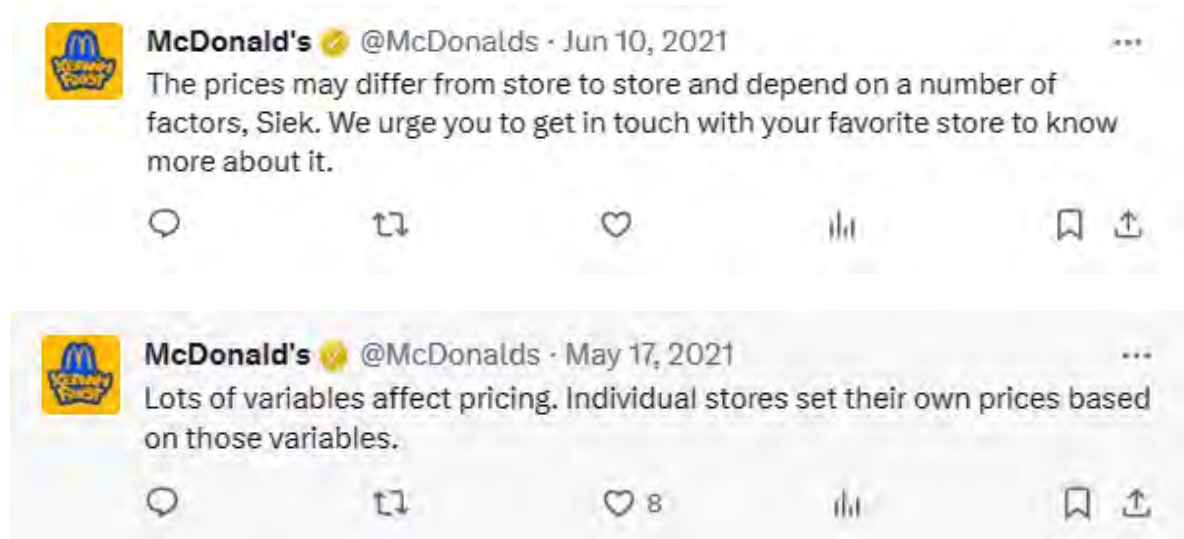 McDonald's @McDonalds · Jun 10, 2021
The prices may differ from store to store and depend on a number of
factors, Siek. We urge you to get in touch with your favorite store to know
more about it.
McDonald's @McDonalds · May 17, 2021
Lots of variables affect pricing. Individual stores set their own prices based
on those variables.
8